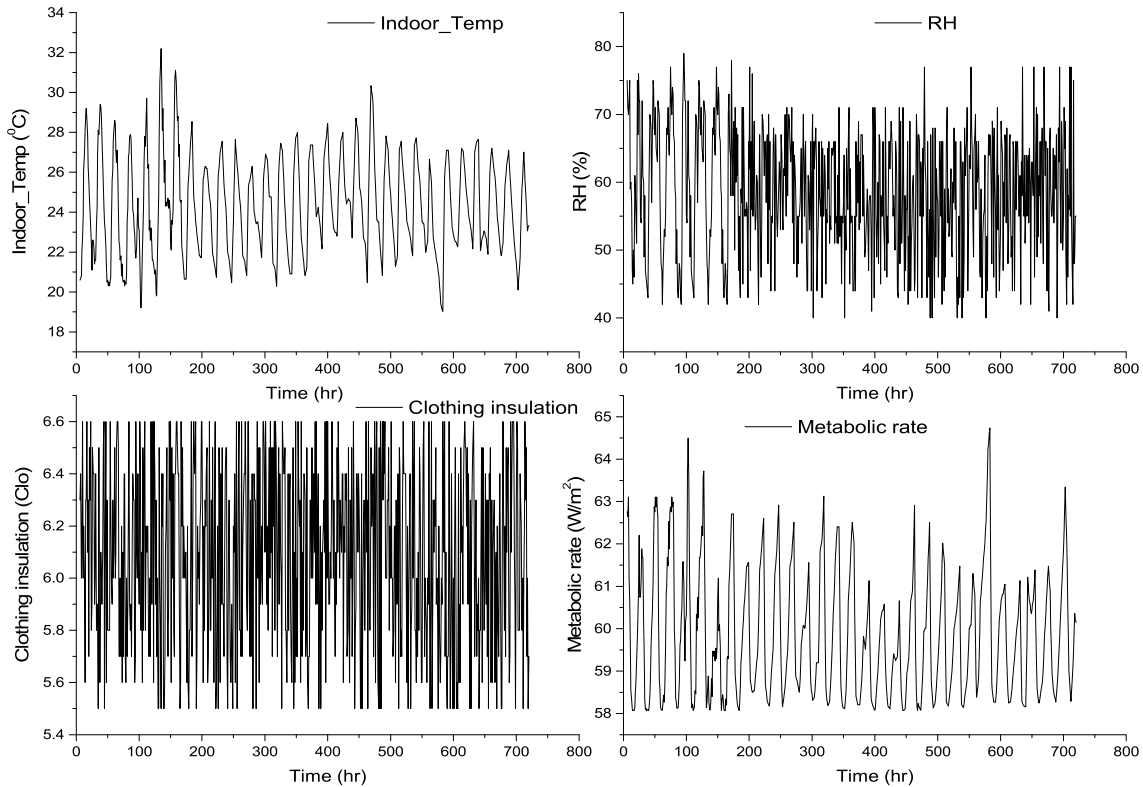 Indoor_Temp
34
32
30
28
26
24
22
20
18
Indoor_Temp (⁰C)
0 100 200 300 400 500 600 700 800
Time (hr)
RH
80
70
60
50
40
RH (%)
0 100 200 300 400 500 600 700 800
Time (hr)
Clothing insulation
6.6
6.4
6.2
6.0
5.8
5.6
5.4
Clothing insulation (Clo)
0 100 200 300 400 500 600 700 800
Time (hr)
Metabolic rate
65
64
63
62
61
60
59
58
Metabolic rate (W/m²)
0 100 200 300 400 500 600 700 800
Time (hr)